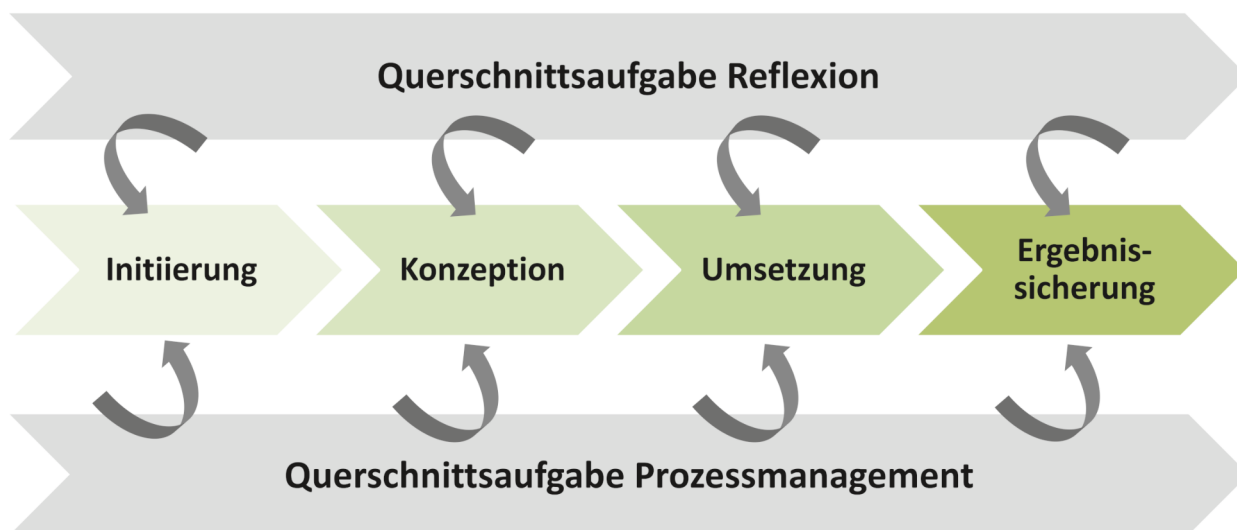 Querschnittsaufgabe Reflexion
Initiierung
Konzeption
Umsetzung
Ergebnis-
sicherung
Querschnittsaufgabe Prozessmanagement